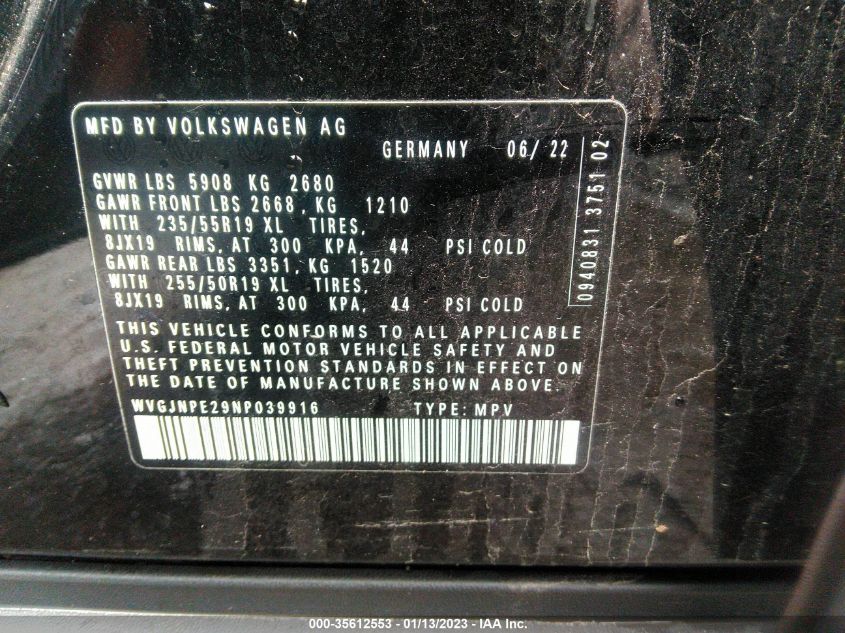 MFD BY VOLKSWAGEN AG
GERMANY 06/ 22
GVWR LBS 5908 KG 2680
GAWR FRONT LBS 2668, KG 1210
WITH 235/55R19 XL TIRES,
8JX19 RIMS, AT 300 KPA, 44 PSI COLD
GAWR REAR LBS 3351, KG 1520
WITH 255/50R19 XL TIRES,
8JX19 RIMS, AT 300 KPA, 44 PSI COLD
THIS VEHICLE CONFORMS TO ALL APPLICABLE
U.S. FEDERAL MOTOR VEHICLE SAFETY AND
THEFT PREVENTION STANDARDS IN EFFECT ON
THE DATE OF MANUFACTURE SHOWN ABOVE.
WVGJNPE29NP039916 TYPE: MPV
0940831 3751 02
000-35612553 - 01/13/2023 - IAA Inc.